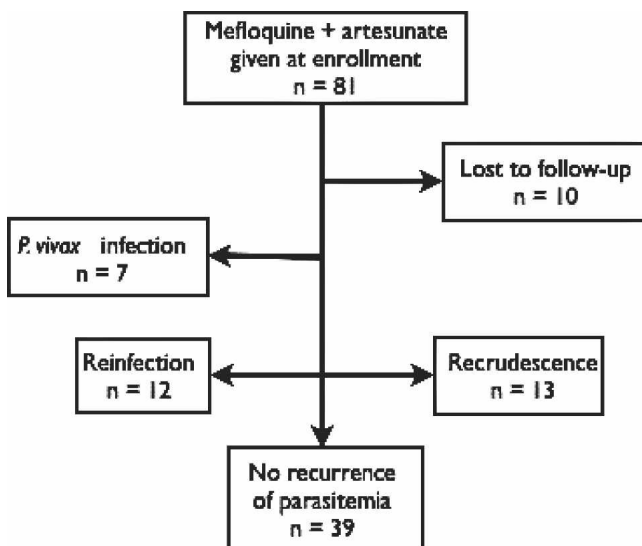 Mefloquine + artesunate
given at enrollment
n = 81
Lost to follow-up
n = 10
P. vivax infection
n = 7
Reinfection
n = 12
Recrudescence
n = 13
No recurrence
of parasitemia
n = 39